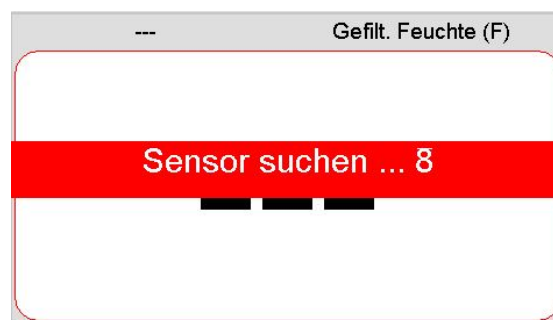 --- Gefilt. Feuchte (F)
Sensor suchen ... 8
---